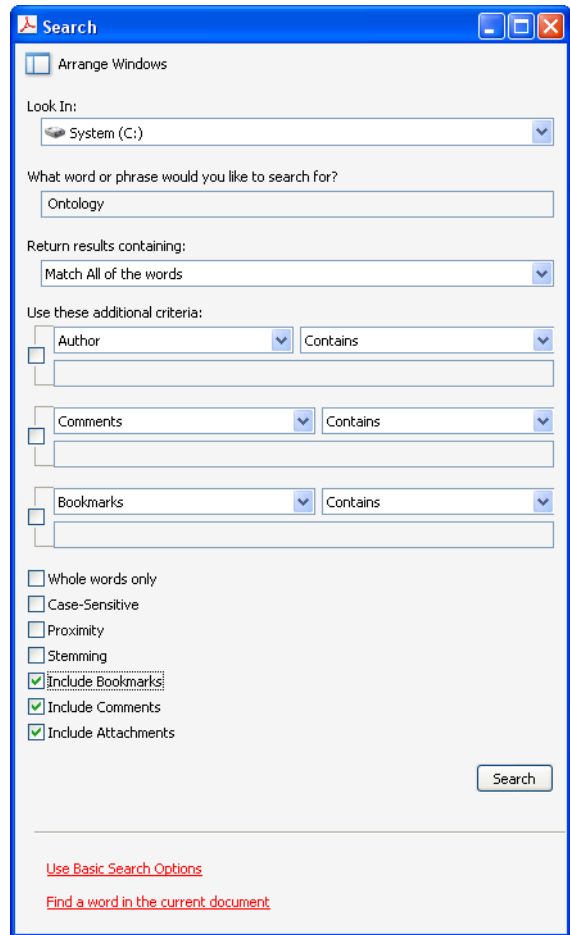 Search
Arrange Windows
Look In:
System (C:)
What word or phrase would you like to search for?
Ontology
Return results containing:
Match All of the words
Use these additional criteria:
Author Contains
Comments Contains
Bookmarks Contains
Whole words only
Case-Sensitive
Proximity
Stemming
Include Bookmarks
Include Comments
Include Attachments
Search
Use Basic Search Options
Find a word in the current document